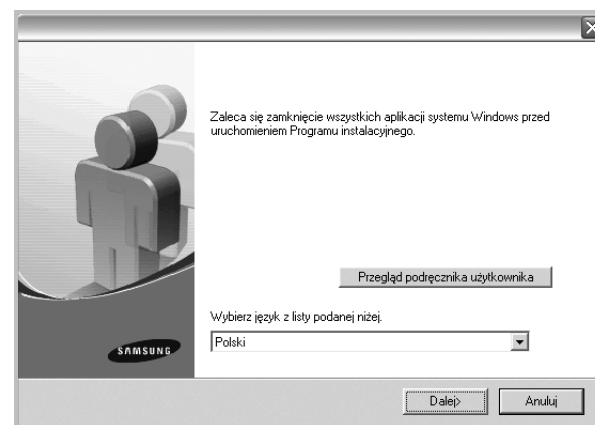 Zaleca się zamknięcie wszystkich aplikacji systemu Windows przed
uruchomieniem Programu instalacyjnego.
Przegląd podręcznika użytkownika
Wybierz język z listy podanej niżej.
Polski
SAMSUNG
Dalej>
Anuluj